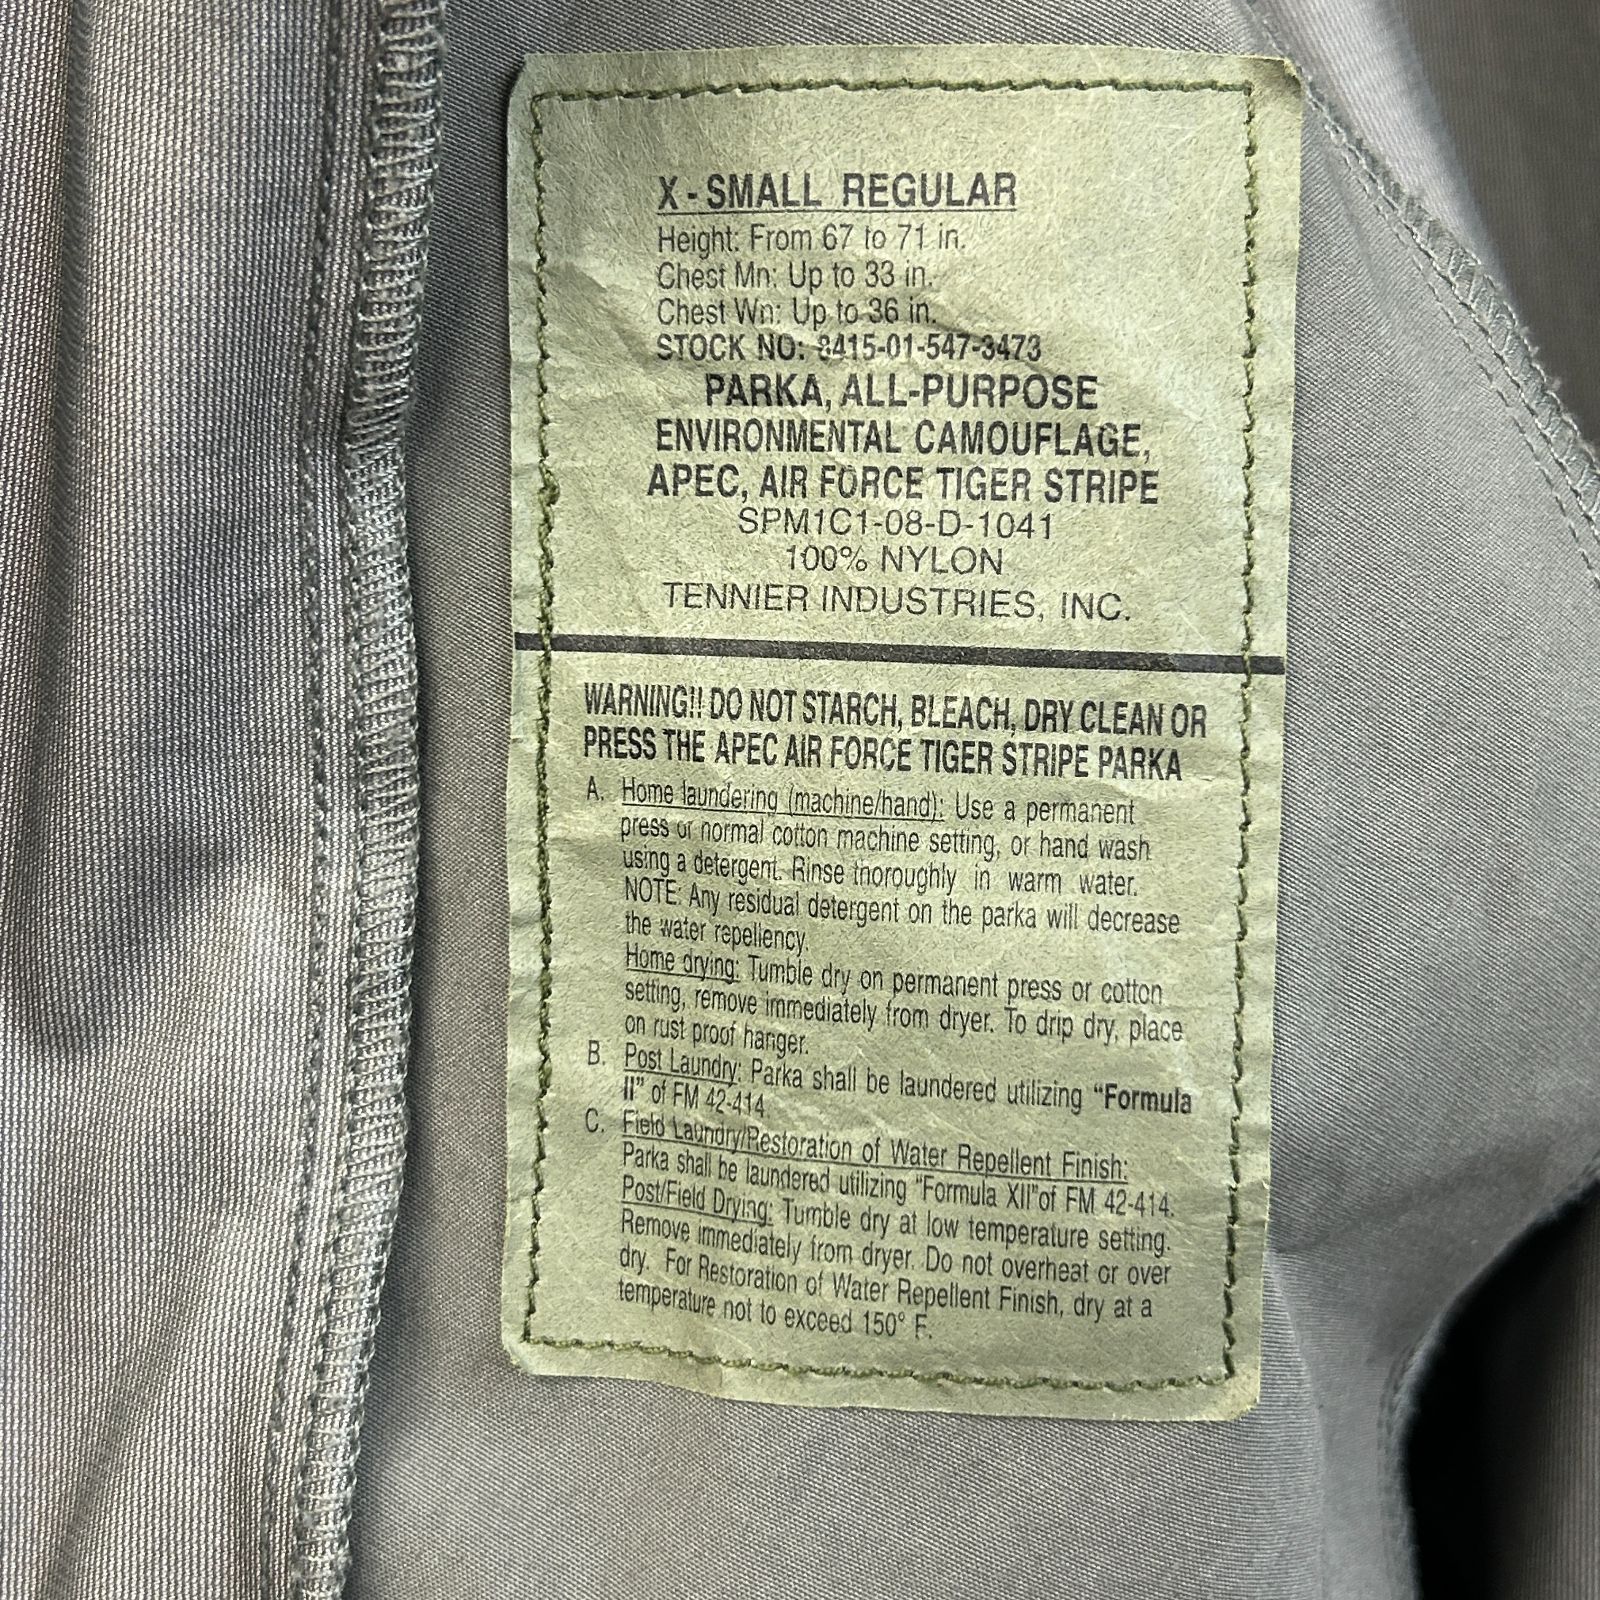 X-SMALL REGULAR
Height: From 67 to 71 in.
Chest Mn: Up to 33 in.
Chest Wn: Up to 36 in.
STOCK NO: 8415-01-547-3473
PARKA, ALL-PURPOSE
ENVIRONMENTAL CAMOUFLAGE,
APEC, AIR FORCE TIGER STRIPE
SPM1C1-08-D-1041
100% NYLON
TENNIER INDUSTRIES, INC.
WARNING!! DO NOT STARCH, BLEACH, DRY CLEAN OR
PRESS THE APEC AIR FORCE TIGER STRIPE PARKA
A. Home laundering (machine/hand): Use a permanent
press or normal cotton machine setting, or hand wash
using a detergent. Rinse thoroughly in warm water.
NOTE: Any residual detergent on the parka will decrease
the water repellency.
Home drying: Tumble dry on permanent press or cotton
setting, remove immediately from dryer. To drip dry, place
on rust proof hanger.
B. Post Laundry: Parka shall be laundered utilizing "Formula
II" of FM 42-414.
C. Field Laundry/Restoration of Water Repellent Finish:
Parka shall be laundered utilizing "Formula XII"of FM 42-414.
Post/Field Drying: Tumble dry at low temperature setting.
Remove immediately from dryer. Do not overheat or over
dry. For Restoration of Water Repellent Finish, dry at a
temperature not to exceed 150° F.